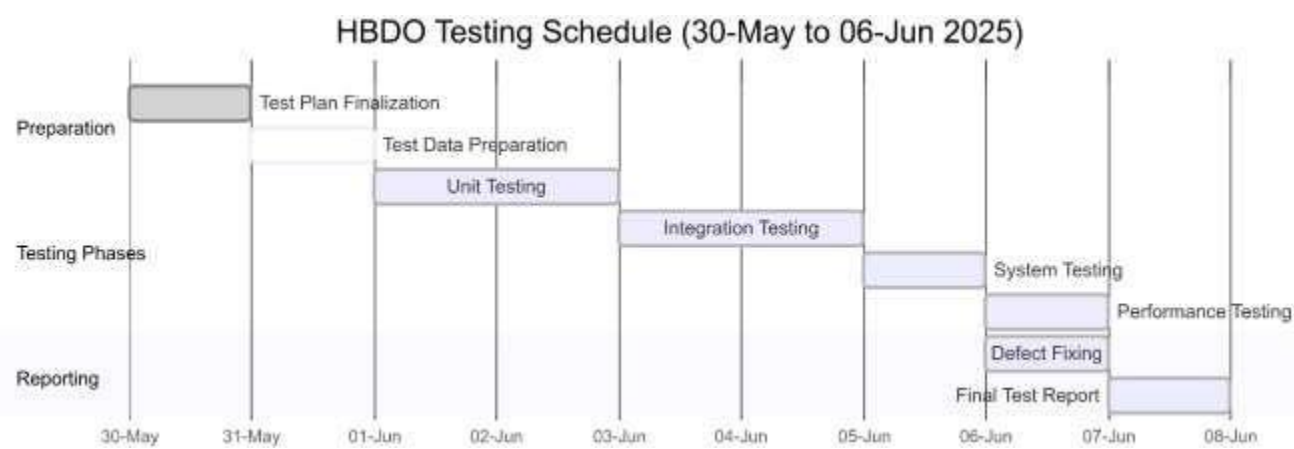 HBDO Testing Schedule (30-May to 06-Jun 2025)
Test Plan Finalization
Preparation
Test Data Preparation
Unit Testing
Integration Testing
Testing Phases
System Testing
Performance Testing
Defect Fixing
Reporting
Final Test Report
30-May 31-May 01-Jun 02-Jun 03-Jun 04-Jun 05-Jun 06-Jun 07-Jun 08-Jun